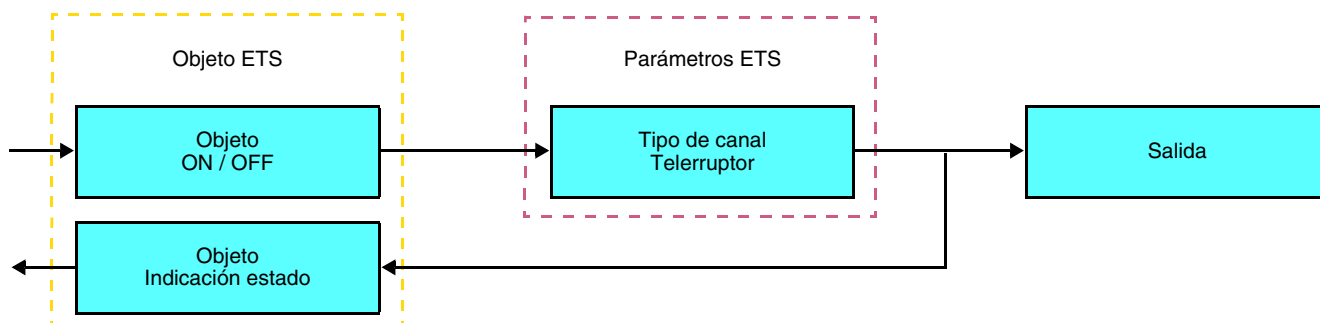 Objeto ETS
Parámetros ETS
Objeto
ON / OFF
Tipo de canal
Telerruptor
Salida
Objeto
Indicación estado